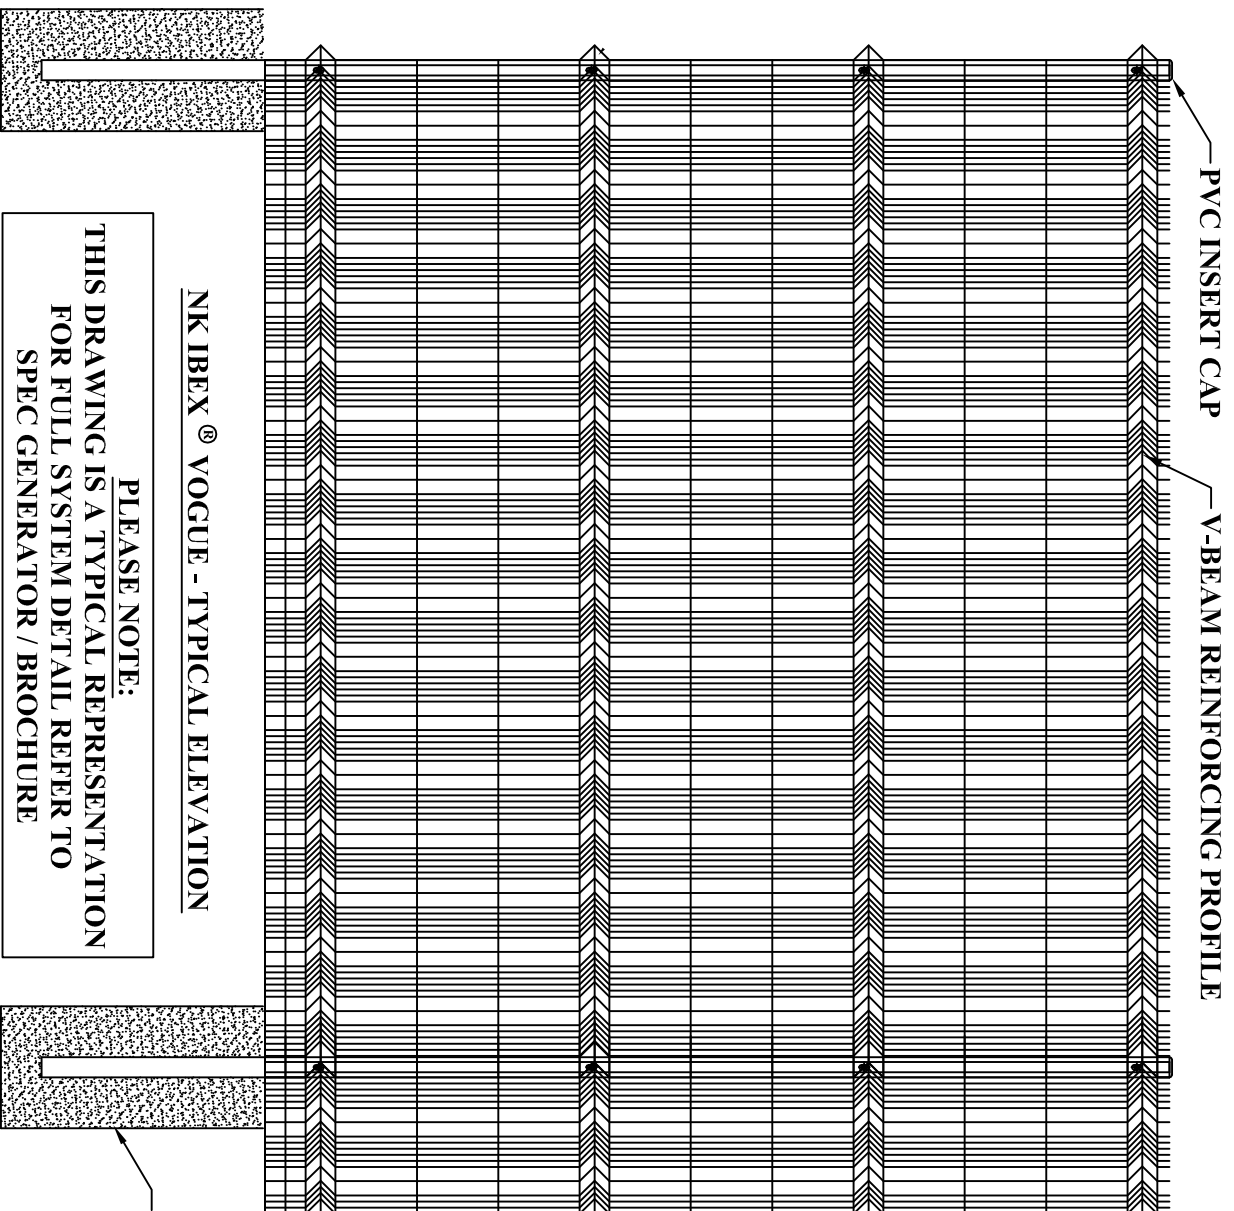 PVC INSERT CAP
V-BEAM REINFORCING PROFILE
NK IBEX ® VOGUE - TYPICAL ELEVATION
PLEASE NOTE:
THIS DRAWING IS A TYPICAL REPRESENTATION
FOR FULL SYSTEM DETAIL REFER TO
SPEC GENERATOR / BROCHURE